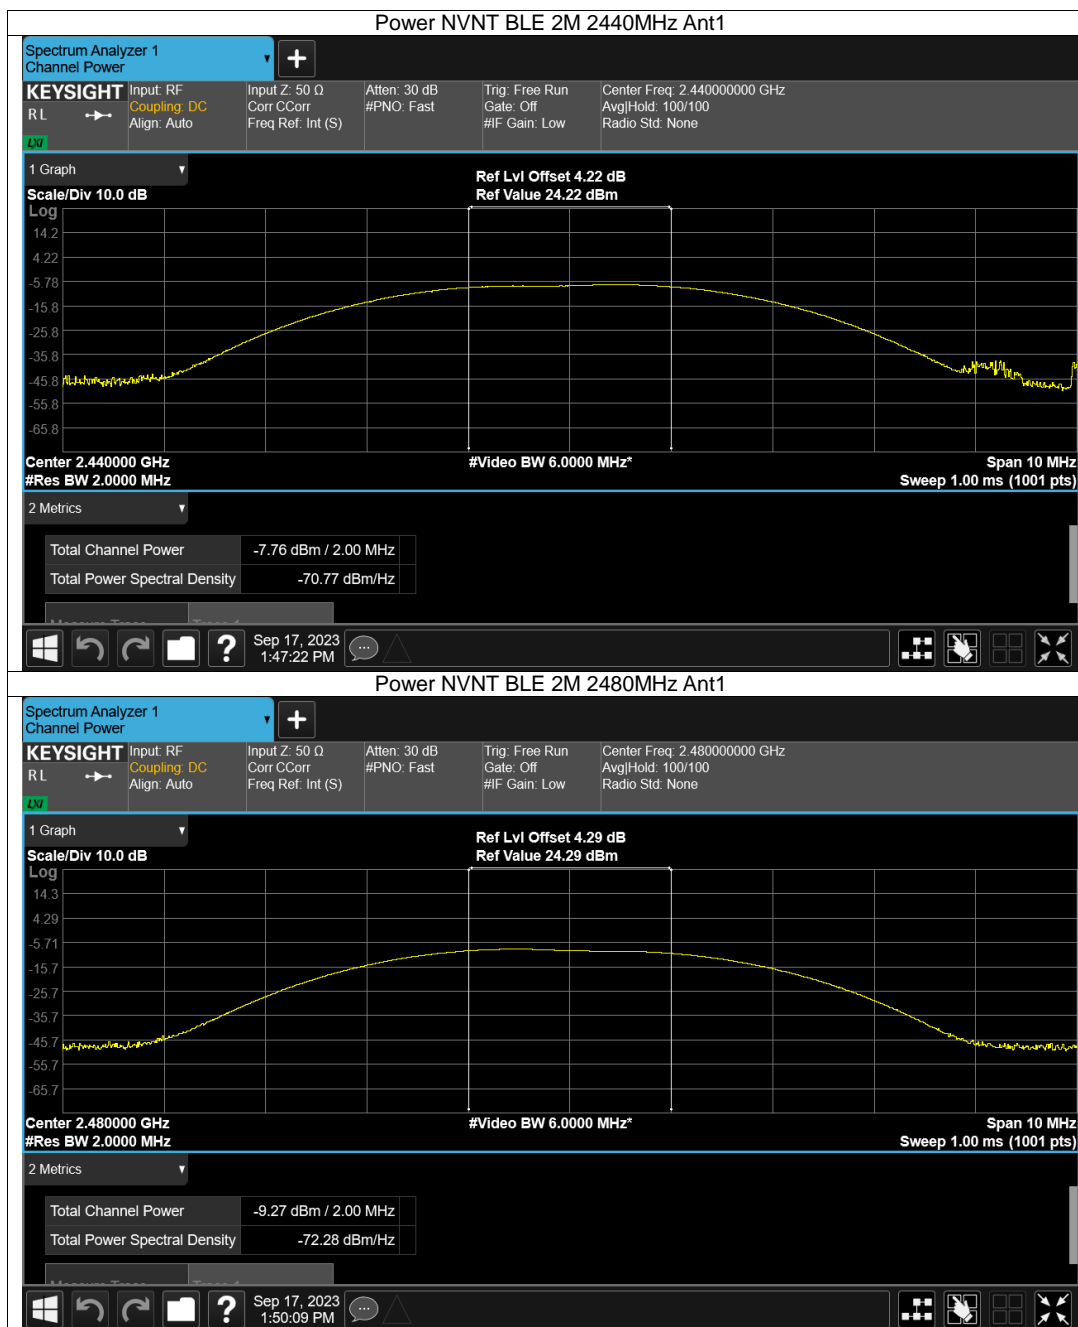 Power NVNT BLE 2M 2440MHz Ant1
Spectrum Analyzer 1
Channel Power
KEYSIGHT
RL
LXI
Input: RF
Coupling: DC
Align: Auto
Input Z: 50 Ω
Corr CCorr
Freq Ref: Int (S)
Atten: 30 dB
#PNO: Fast
Trig: Free Run
Gate: Off
#IF Gain: Low
Center Freq: 2.440000000 GHz
Avg|Hold: 100/100
Radio Std: None
1 Graph
Scale/Div 10.0 dB
Ref Lvl Offset 4.22 dB
Ref Value 24.22 dBm
Log
14.2
4.22
-5.78
-15.8
-25.8
-35.8
-45.8
-55.8
-65.8
Center 2.440000 GHz
#Res BW 2.0000 MHz
#Video BW 6.0000 MHz*
Span 10 MHz
Sweep 1.00 ms (1001 pts)
2 Metrics
Total Channel Power -7.76 dBm / 2.00 MHz
Total Power Spectral Density -70.77 dBm/Hz
Sep 17, 2023
1:47:22 PM
Power NVNT BLE 2M 2480MHz Ant1
Spectrum Analyzer 1
Channel Power
KEYSIGHT
RL
LXI
Input: RF
Coupling: DC
Align: Auto
Input Z: 50 Ω
Corr CCorr
Freq Ref: Int (S)
Atten: 30 dB
#PNO: Fast
Trig: Free Run
Gate: Off
#IF Gain: Low
Center Freq: 2.480000000 GHz
Avg|Hold: 100/100
Radio Std: None
1 Graph
Scale/Div 10.0 dB
Ref Lvl Offset 4.29 dB
Ref Value 24.29 dBm
Log
14.3
4.29
-5.71
-15.7
-25.7
-35.7
-45.7
-55.7
-65.7
Center 2.480000 GHz
#Res BW 2.0000 MHz
#Video BW 6.0000 MHz*
Span 10 MHz
Sweep 1.00 ms (1001 pts)
2 Metrics
Total Channel Power -9.27 dBm / 2.00 MHz
Total Power Spectral Density -72.28 dBm/Hz
Sep 17, 2023
1:50:09 PM